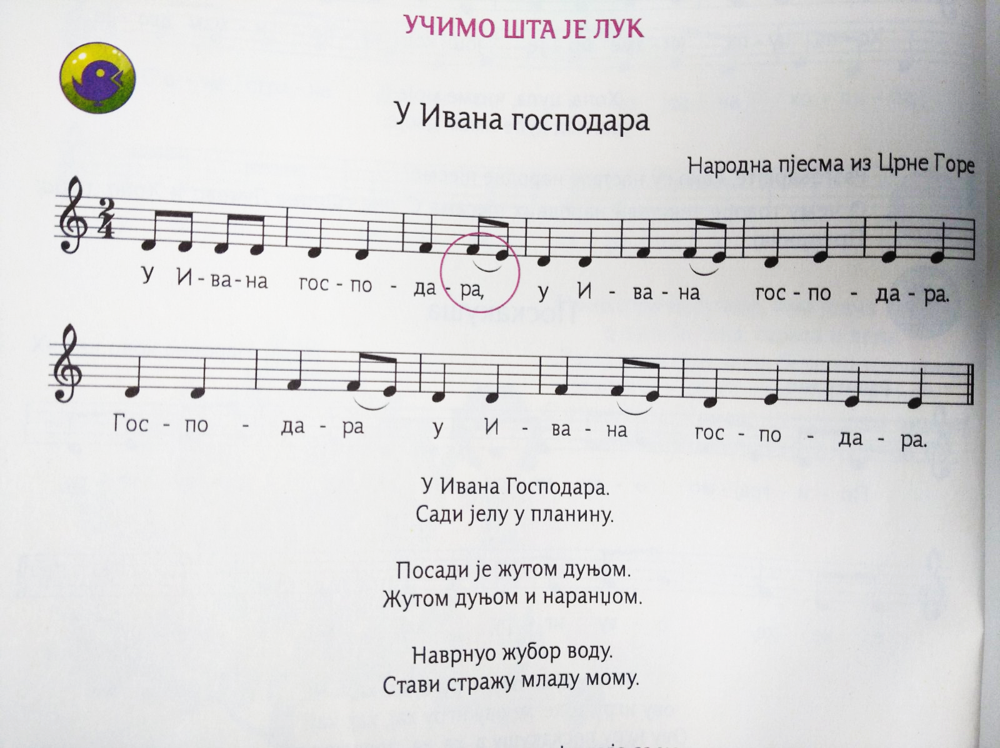 УЧИМО ШТА ЈЕ ЛУК
У Ивана господара
Народна пјесма из Црне Горе
2
4
У И - ва - на гос - по - да - ра, у И - ва - на гос - по - да - ра.
Гос - по - да - ра у И - ва - на гос - по - да - ра.
У Ивана Господара.
Сади јелу у планину.
Посади је жутом дуњом.
Жутом дуњом и наранџом.
Наврнуо жубор воду.
Стави стражу младу мому.